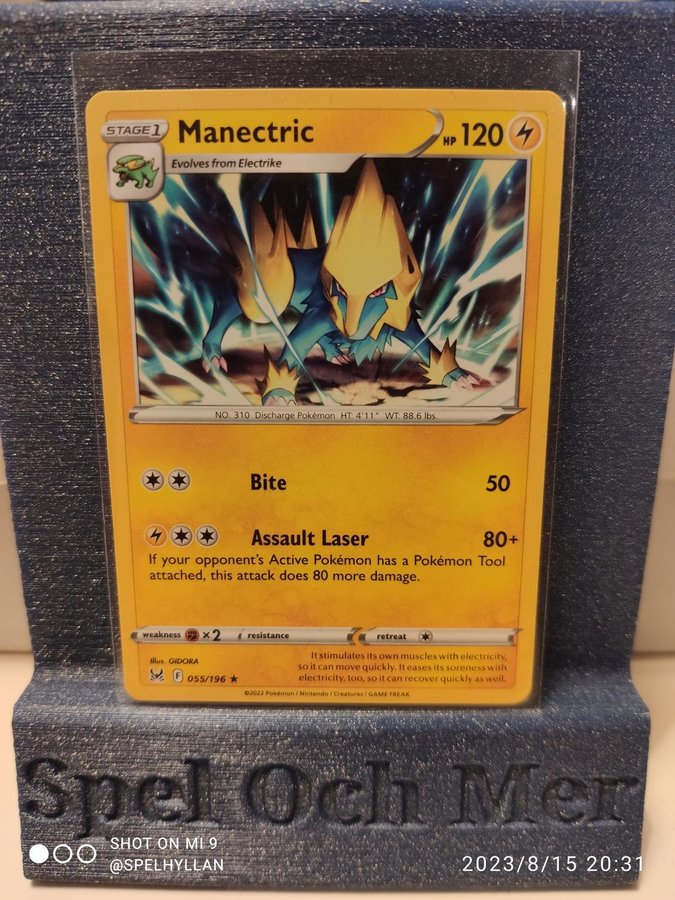 STAGE 1 Manectric HP 120
Evolves from Electrike
NO. 310 Discharge Pokémon HT: 4'11" WT: 88.6 lbs.
Bite 50
Assault Laser 80+
If your opponent's Active Pokémon has a Pokémon Tool
attached, this attack does 80 more damage.
weakness ×2 resistance retreat
Illus. GIDORA
It stimulates its own muscles with electricity,
so it can move quickly. It eases its soreness with
electricity, too, so it can recover quickly as well.
F 055/196 ★
©2022 Pokémon / Nintendo / Creatures / GAME FREAK
Spel Och Mer
SHOT ON MI 9
@SPELHYLLAN
2023/8/15 20:31